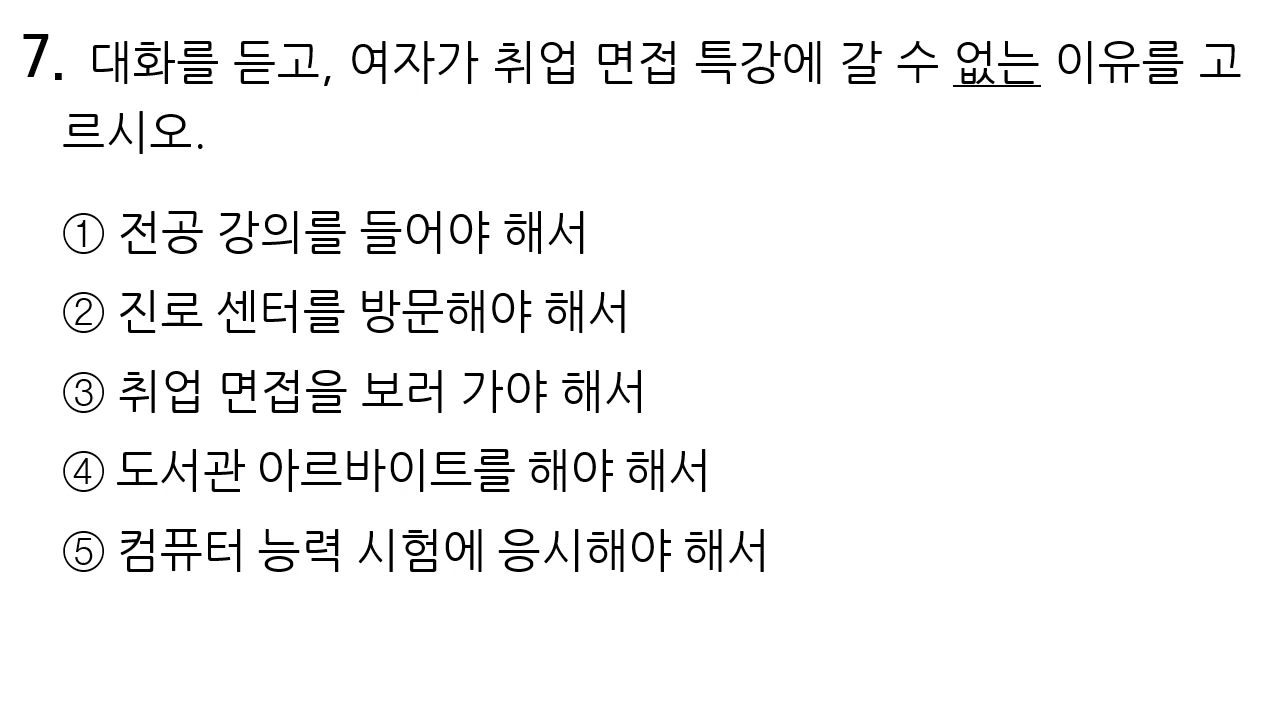 7. 대화를 듣고, 여자가 취업 면접 특강에 갈 수 없는 이유를 고
르시오.
① 전공 강의를 들어야 해서
② 진로 센터를 방문해야 해서
③ 취업 면접을 보러 가야 해서
④ 도서관 아르바이트를 해야 해서
⑤ 컴퓨터 능력 시험에 응시해야 해서